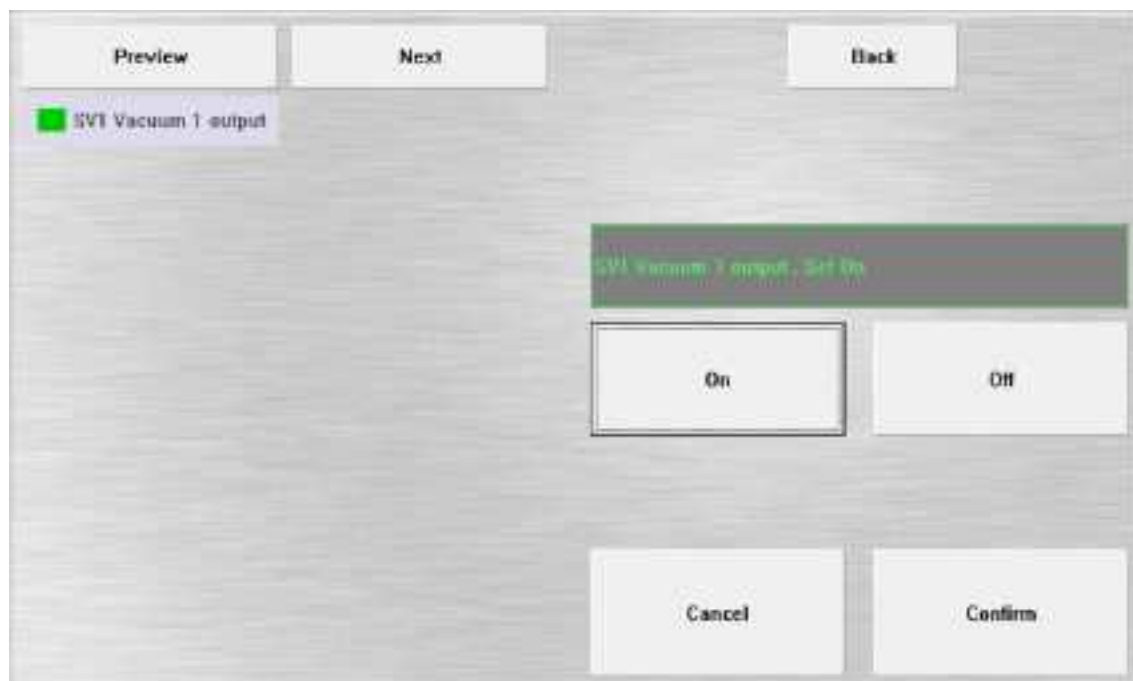 Preview
Next
Back
SV1 Vacuum 1 output
SV1 Vacuum 1 output , Set On
On
Off
Cancel
Confirm